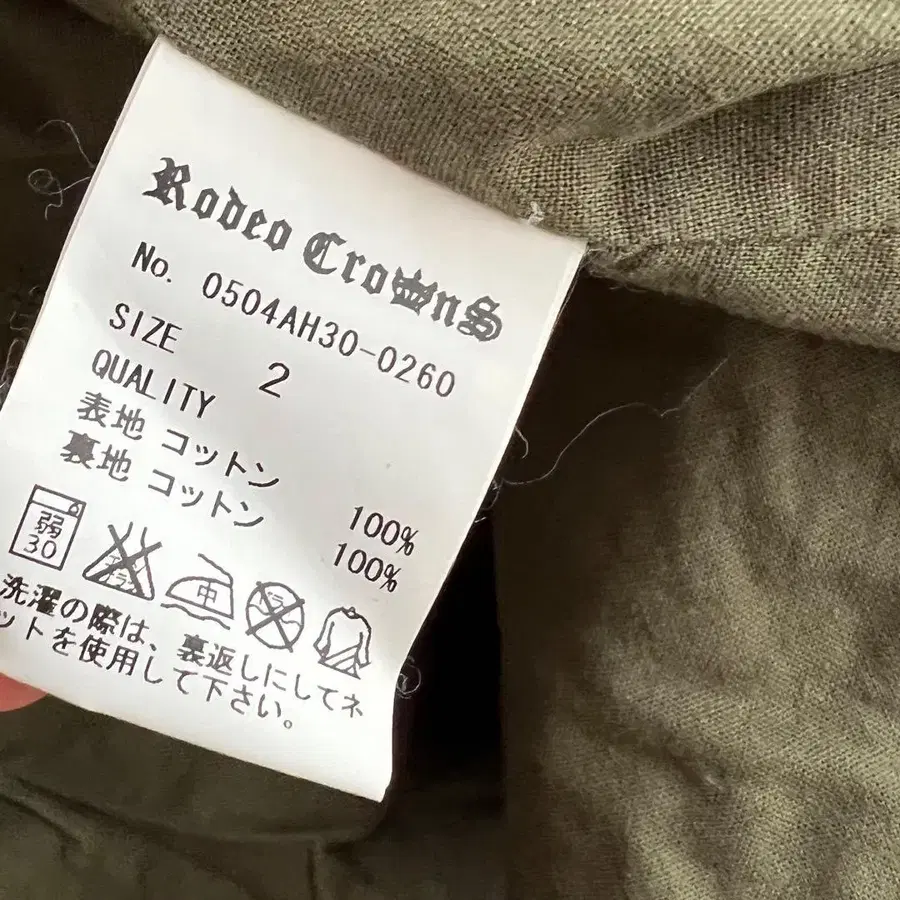 Rodeo Crowns
No. 0504AH30-0260
SIZE 2
QUALITY
表地 コットン 100%
裏地 コットン 100%
弱
30
中
洗濯の際は、裏返しにしてネ
ットを使用して下さい。